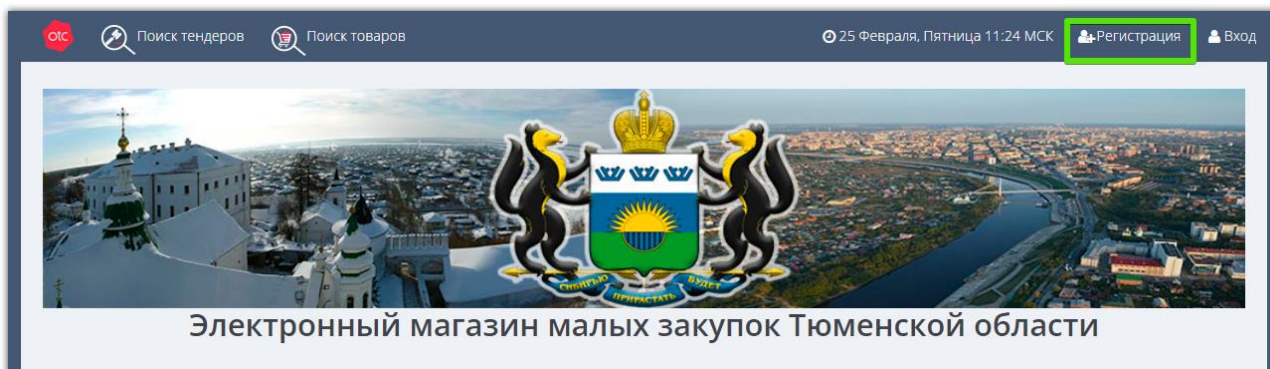 отс Поиск тендеров Поиск товаров 25 Февраля, Пятница 11:24 МСК Регистрация Вход
СИБИРЬЮ ПРИРАСТАТЬ БУДЕТ
Электронный магазин малых закупок Тюменской области